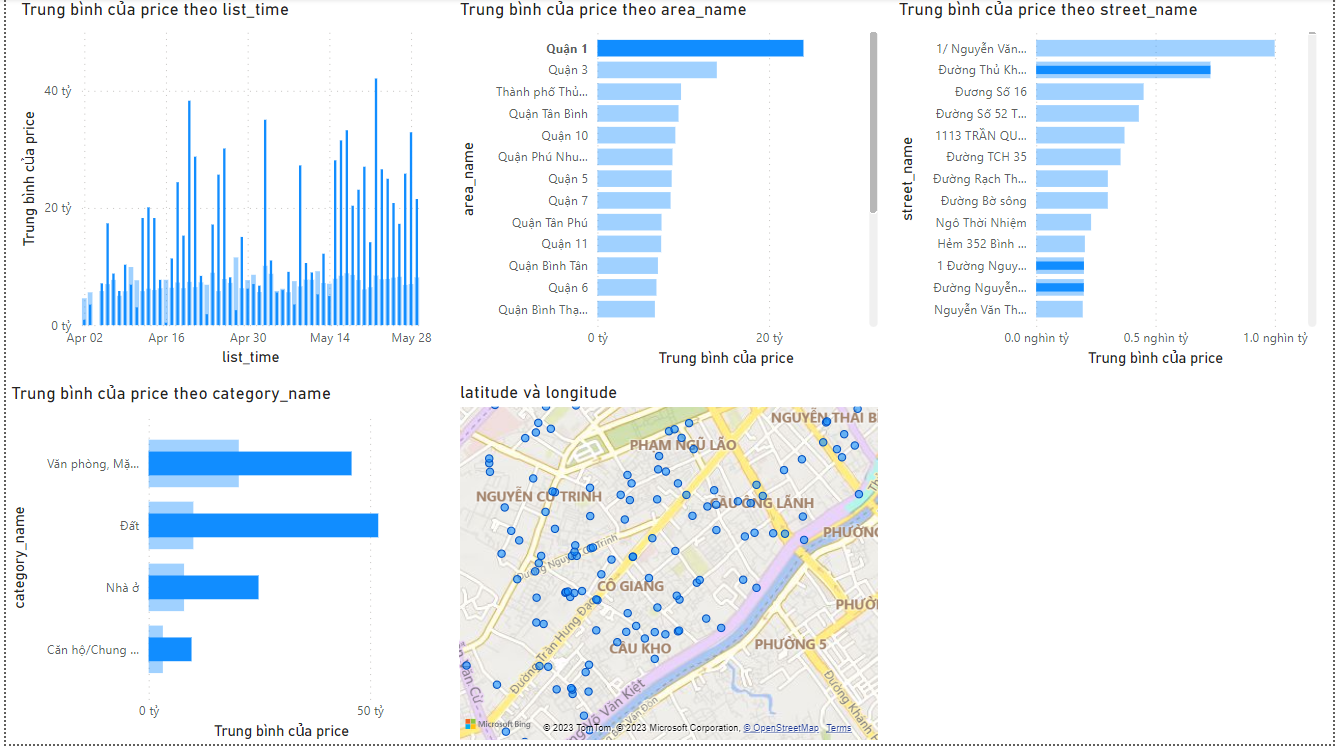 Trung bình của price theo list_time
Trung bình của price
40 tỷ
20 tỷ
0 tỷ
Apr 02
Apr 16
Apr 30
May 14
May 28
list_time
Trung bình của price theo area_name
area_name
Quận 1
Quận 3
Thành phố Thủ...
Quận Tân Bình
Quận 10
Quận Phú Nhu...
Quận 5
Quận 7
Quận Tân Phú
Quận 11
Quận Bình Tân
Quận 6
Quận Bình Thạ...
0 tỷ
20 tỷ
Trung bình của price
Trung bình của price theo street_name
street_name
1/ Nguyễn Văn...
Đường Thủ Kh...
Đương Số 16
Đường Số 52 T...
1113 TRẦN QU...
Đường TCH 35
Đường Rạch Th...
Đường Bờ sông
Ngô Thời Nhiệm
Hẻm 352 Bình ...
1 Đường Nguy...
Đường Nguyễn...
Nguyễn Văn Th...
0.0 nghìn tỷ
0.5 nghìn tỷ
1.0 nghìn tỷ
Trung bình của price
Trung bình của price theo category_name
category_name
Văn phòng, Mặ...
Đất
Nhà ở
Căn hộ/Chung ...
0 tỷ
50 tỷ
Trung bình của price
latitude và longitude
NGUYỄN THÁI B
PHẠM NGŨ LÃO
NGUYỄN CƯ TRINH
CẦU ÔNG LÃNH
PHƯỜNG
Đường Nguyễn Cư Trinh
CÔ GIANG
PHƯỜ
Đường Trần Hưng Đạo
CẦU KHO
PHƯỜNG 5
Văn Cừ
Võ Văn Kiệt
Đường Khánh H
Microsoft Bing
© 2023 TomTom, © 2023 Microsoft Corporation, © OpenStreetMap Terms